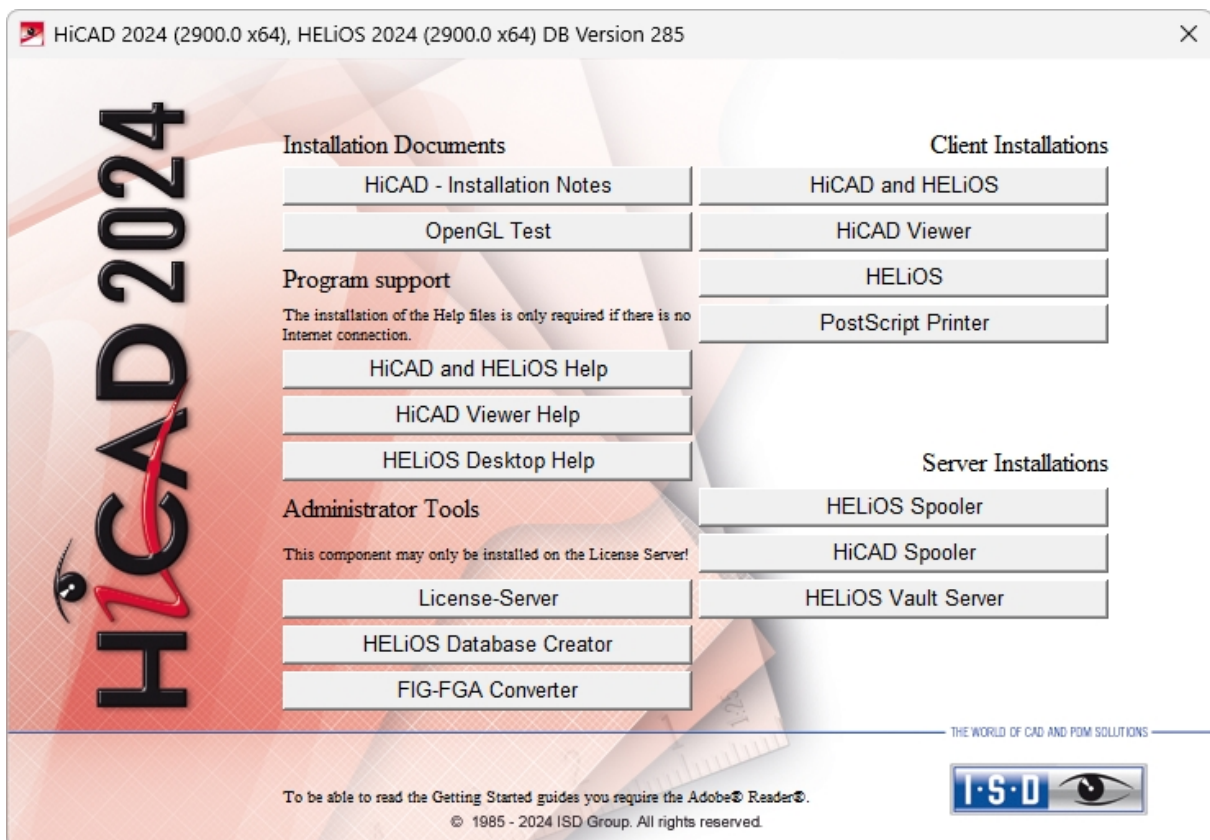 HiCAD 2024 (2900.0 x64), HELiOS 2024 (2900.0 x64) DB Version 285
HiCAD 2024
Installation Documents
HiCAD - Installation Notes
OpenGL Test
Program support
The installation of the Help files is only required if there is no
Internet connection.
HiCAD and HELiOS Help
HiCAD Viewer Help
HELiOS Desktop Help
Administrator Tools
This component may only be installed on the License Server!
License-Server
HELiOS Database Creator
FIG-FGA Converter
Client Installations
HiCAD and HELiOS
HiCAD Viewer
HELiOS
PostScript Printer
Server Installations
HELiOS Spooler
HiCAD Spooler
HELiOS Vault Server
THE WORLD OF CAD AND PDM SOLUTIONS
I·S·D
To be able to read the Getting Started guides you require the Adobe® Reader®.
© 1985 - 2024 ISD Group. All rights reserved.